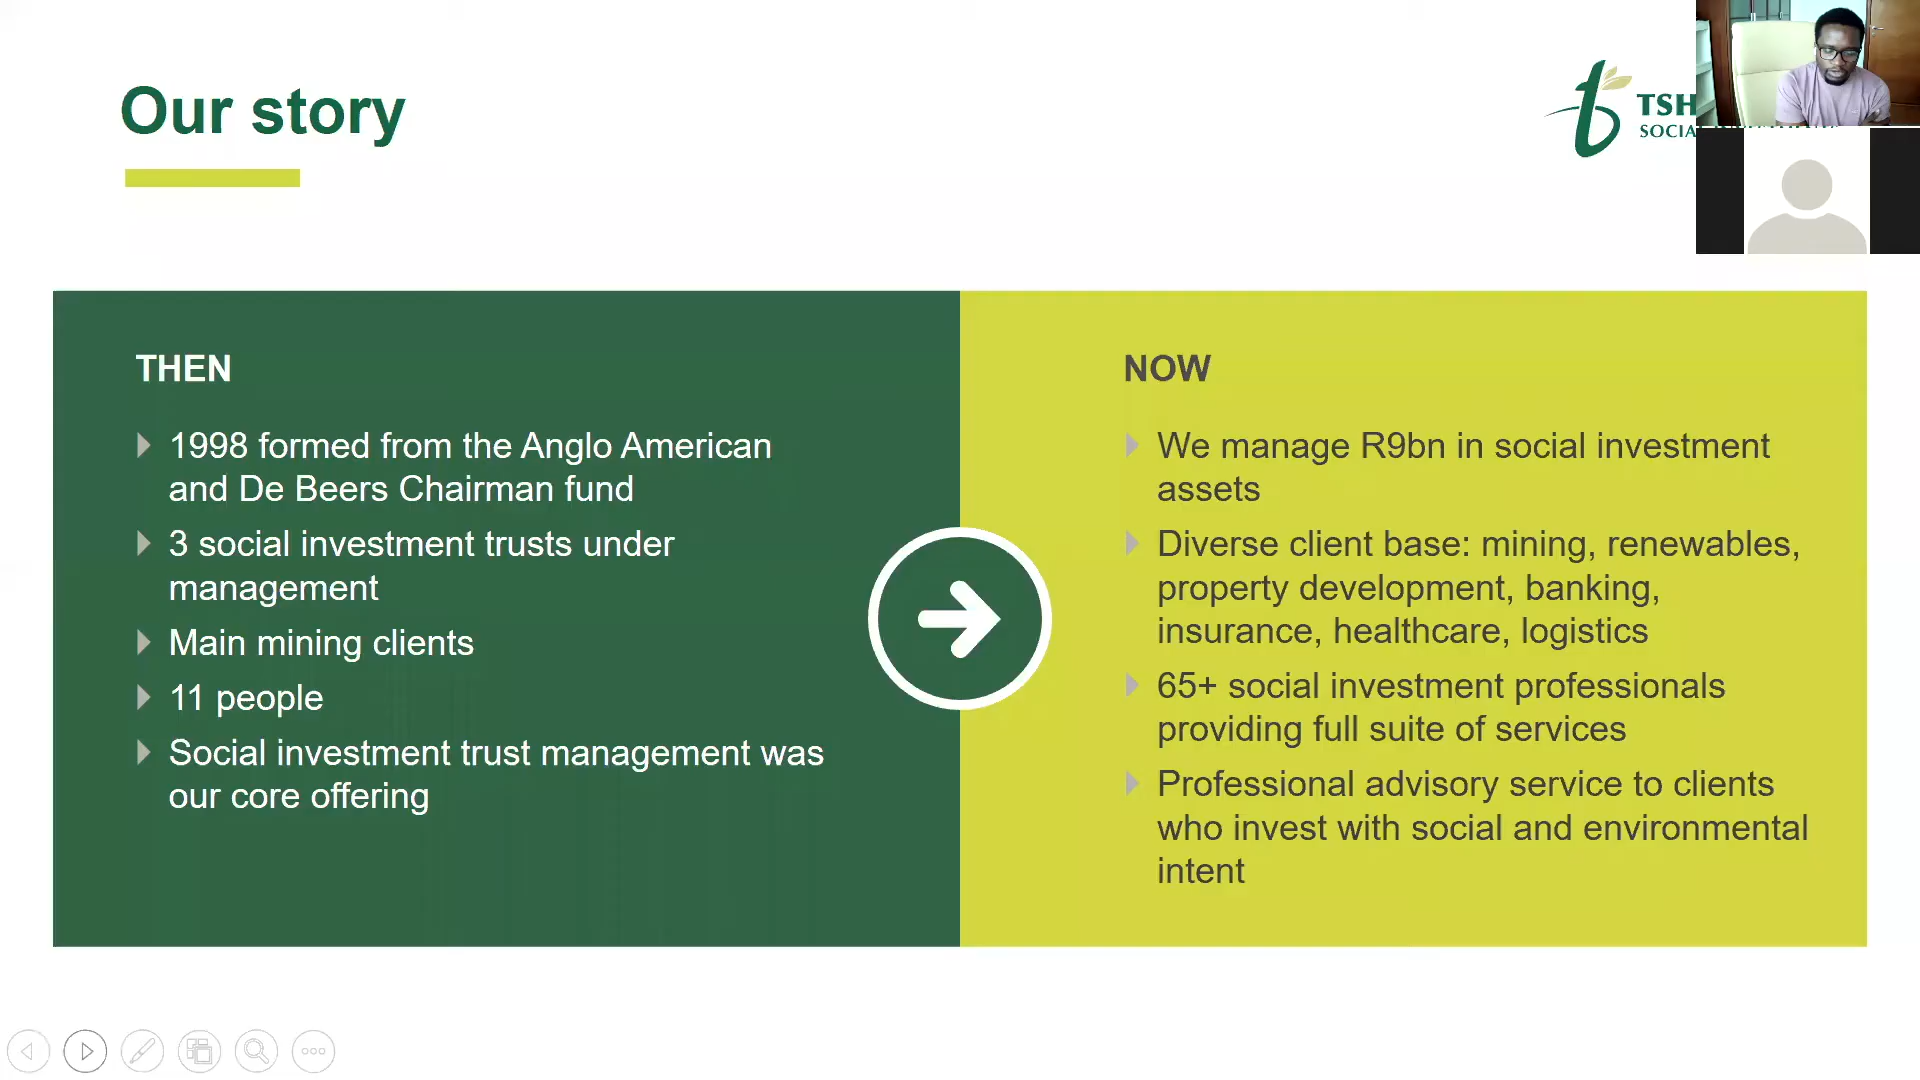 Our story
TSH
SOCIA
THEN
1998 formed from the Anglo American
and De Beers Chairman fund
3 social investment trusts under
management
Main mining clients
11 people
Social investment trust management was
our core offering
NOW
We manage R9bn in social investment
assets
Diverse client base: mining, renewables,
property development, banking,
insurance, healthcare, logistics
65+ social investment professionals
providing full suite of services
Professional advisory service to clients
who invest with social and environmental
intent